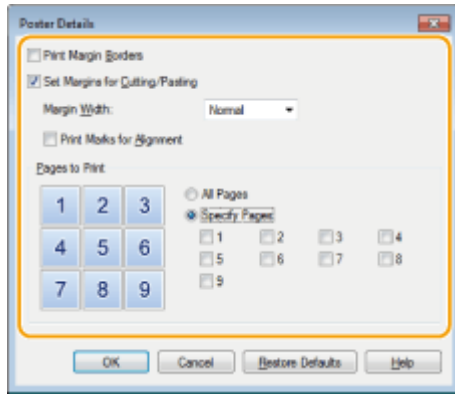 Poster Details
Print Margin Borders
Set Margins for Cutting/Pasting
Margin Width: Normal
Print Marks for Alignment
Pages to Print
1 2 3
All Pages
Specify Pages
4 5 6
1 2 3 4
5 6 7 8
7 8 9
9
OK Cancel Restore Defaults Help